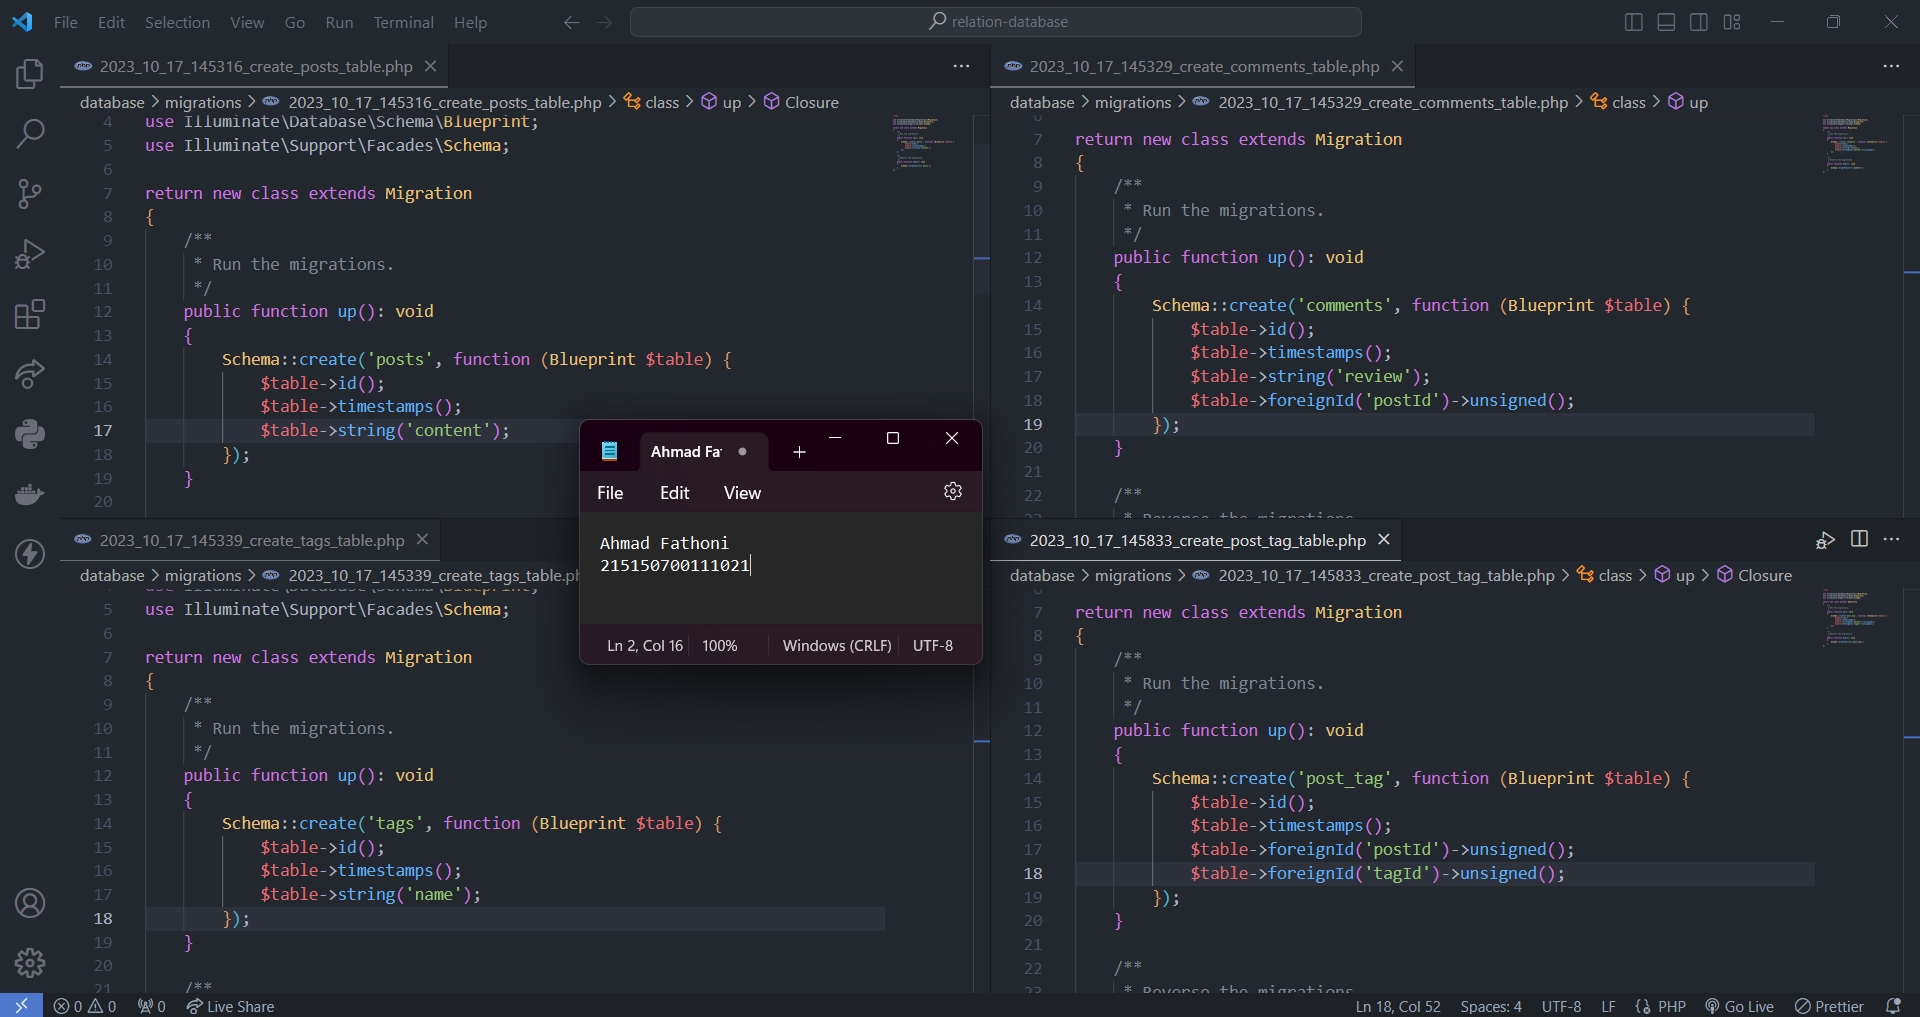 File Edit Selection View Go Run Terminal Help
relation-database
2023_10_17_145316_create_posts_table.php
database > migrations > 2023_10_17_145316_create_posts_table.php > class > up > Closure
4 use Illuminate\Database\Schema\Blueprint;
5 use Illuminate\Support\Facades\Schema;
6
7 return new class extends Migration
8 {
9 /**
10 * Run the migrations.
11 */
12 public function up(): void
13 {
14 Schema::create('posts', function (Blueprint $table) {
15 $table->id();
16 $table->timestamps();
17 $table->string('content');
18 });
19 }
20
2023_10_17_145329_create_comments_table.php
database > migrations > 2023_10_17_145329_create_comments_table.php > class > up
6
7 return new class extends Migration
8 {
9 /**
10 * Run the migrations.
11 */
12 public function up(): void
13 {
14 Schema::create('comments', function (Blueprint $table) {
15 $table->id();
16 $table->timestamps();
17 $table->string('review');
18 $table->foreignId('postId')->unsigned();
19 });
20 }
21
22 /**
23 * Reverse the migrations
2023_10_17_145339_create_tags_table.php
database > migrations > 2023_10_17_145339_create_tags_table.ph
4 use Illuminate\Database\Schema\Blueprint;
5 use Illuminate\Support\Facades\Schema;
6
7 return new class extends Migration
8 {
9 /**
10 * Run the migrations.
11 */
12 public function up(): void
13 {
14 Schema::create('tags', function (Blueprint $table) {
15 $table->id();
16 $table->timestamps();
17 $table->string('name');
18 });
19 }
20
21 /**
2023_10_17_145833_create_post_tag_table.php
database > migrations > 2023_10_17_145833_create_post_tag_table.php > class > up > Closure
6
7 return new class extends Migration
8 {
9 /**
10 * Run the migrations.
11 */
12 public function up(): void
13 {
14 Schema::create('post_tag', function (Blueprint $table) {
15 $table->id();
16 $table->timestamps();
17 $table->foreignId('postId')->unsigned();
18 $table->foreignId('tagId')->unsigned();
19 });
20 }
21
22 /**
23 * Reverse the migrations
Ahmad Fa
File Edit View
Ahmad Fathoni
215150700111021
Ln 2, Col 16 100% Windows (CRLF) UTF-8
0 0 0 Live Share
Ln 18, Col 52 Spaces: 4 UTF-8 LF PHP Go Live Prettier